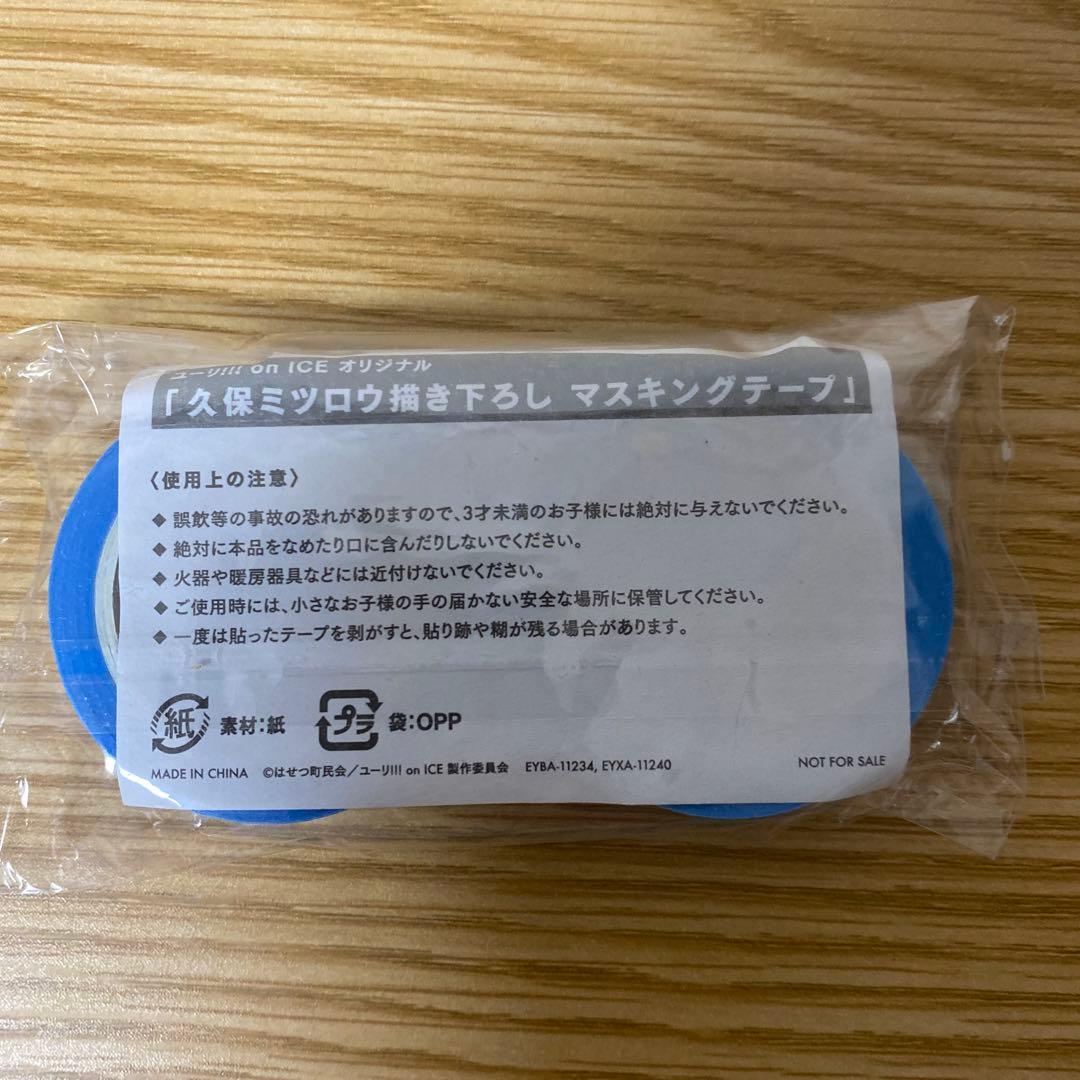 ユーリ!!! on ICE オリジナル
「久保ミツロウ描き下ろし マスキングテープ」
〈使用上の注意〉
◆ 誤飲等の事故の恐れがありますので、3才未満のお子様には絶対に与えないでください。
◆ 絶対に本品をなめたり口に含んだりしないでください。
◆ 火器や暖房器具などには近付けないでください。
◆ ご使用時には、小さなお子様の手の届かない安全な場所に保管してください。
◆ 一度は貼ったテープを剥がすと、貼り跡や糊が残る場合があります。
紙 素材:紙 プラ 袋:OPP
MADE IN CHINA ©はせつ町民会/ユーリ!!! on ICE 製作委員会 EYBA-11234, EYXA-11240 NOT FOR SALE